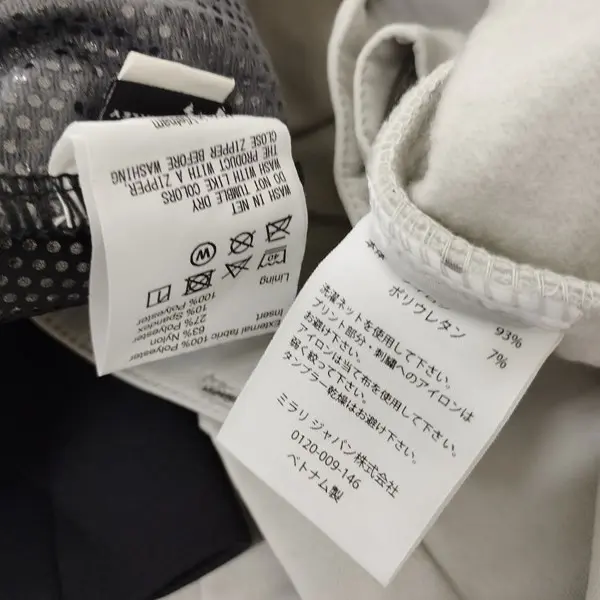 External fabric 100% Polyester
Insert 63% Nylon
27% Polyester
10% Spandex
Lining 100% Polyester
40
W
WASH IN NET
DO NOT TUMBLE DRY
WASH WITH LIKE COLORS
THE PRODUCT WITH A ZIPPER
CLOSE ZIPPER BEFORE WASHING
Vietnam
93%
ポリウレタン 7%
洗濯ネットを使用して下さい。
プリント部分、刺繍へのアイロンは
お避け下さい。
アイロンは当て布を使用して下さい。
弱く絞って下さい。
タンブラー乾燥はお避け下さい。
ミラリ ジャパン株式会社
0120-009-146
ベトナム製